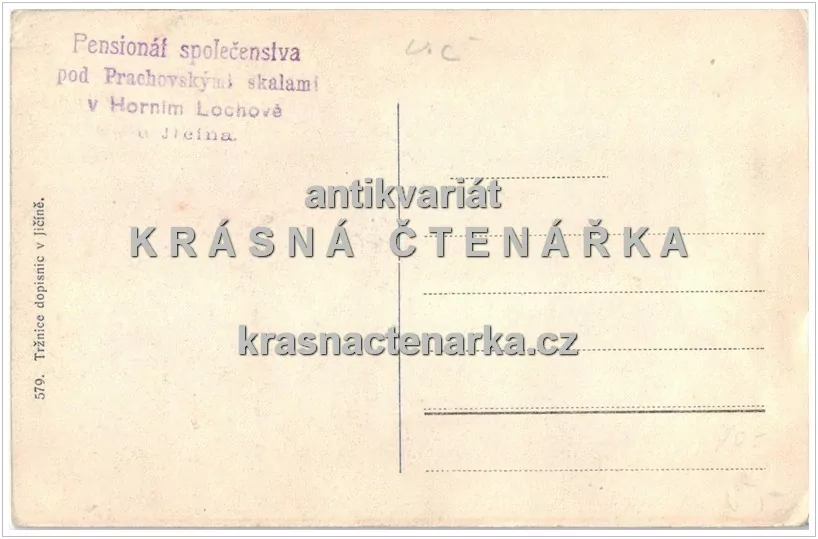 Pensionát společenstva
pod Prachovskými skalami
v Horním Lochově
u Jičína.
579. Tržnice dopisnic v Jičíně.
antikvariát
KRÁSNÁ ČTENÁŘKA
krasnactenarka.cz